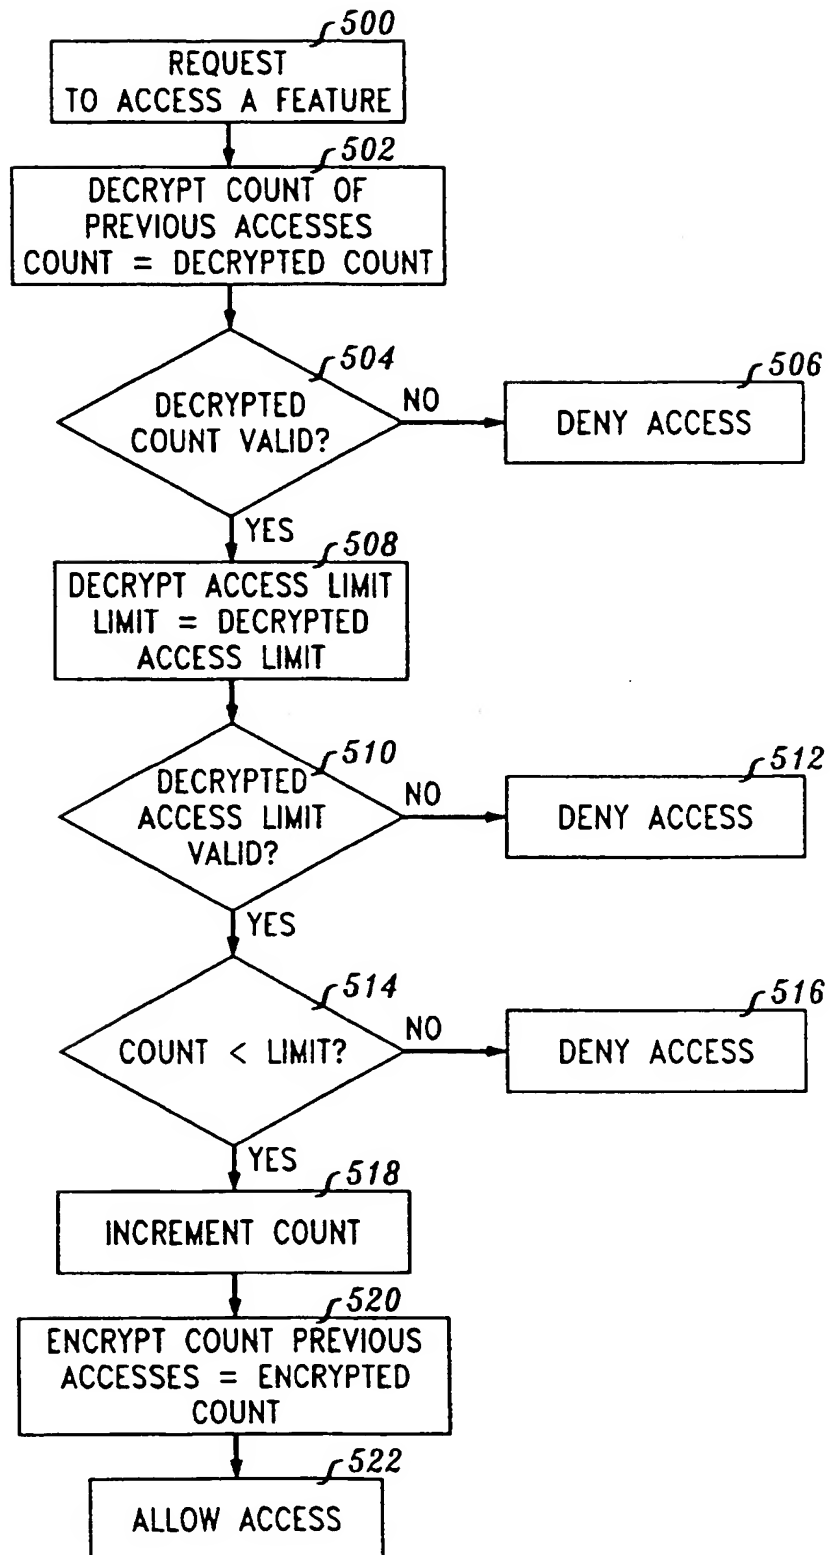 500
REQUEST
TO ACCESS A FEATURE
502
DECRYPT COUNT OF
PREVIOUS ACCESSES
COUNT = DECRYPTED COUNT
504
DECRYPTED
COUNT VALID?
NO
506
DENY ACCESS
YES
508
DECRYPT ACCESS LIMIT
LIMIT = DECRYPTED
ACCESS LIMIT
510
DECRYPTED
ACCESS LIMIT
VALID?
NO
512
DENY ACCESS
YES
514
COUNT < LIMIT?
NO
516
DENY ACCESS
YES
518
INCREMENT COUNT
520
ENCRYPT COUNT PREVIOUS
ACCESSES = ENCRYPTED
COUNT
522
ALLOW ACCESS